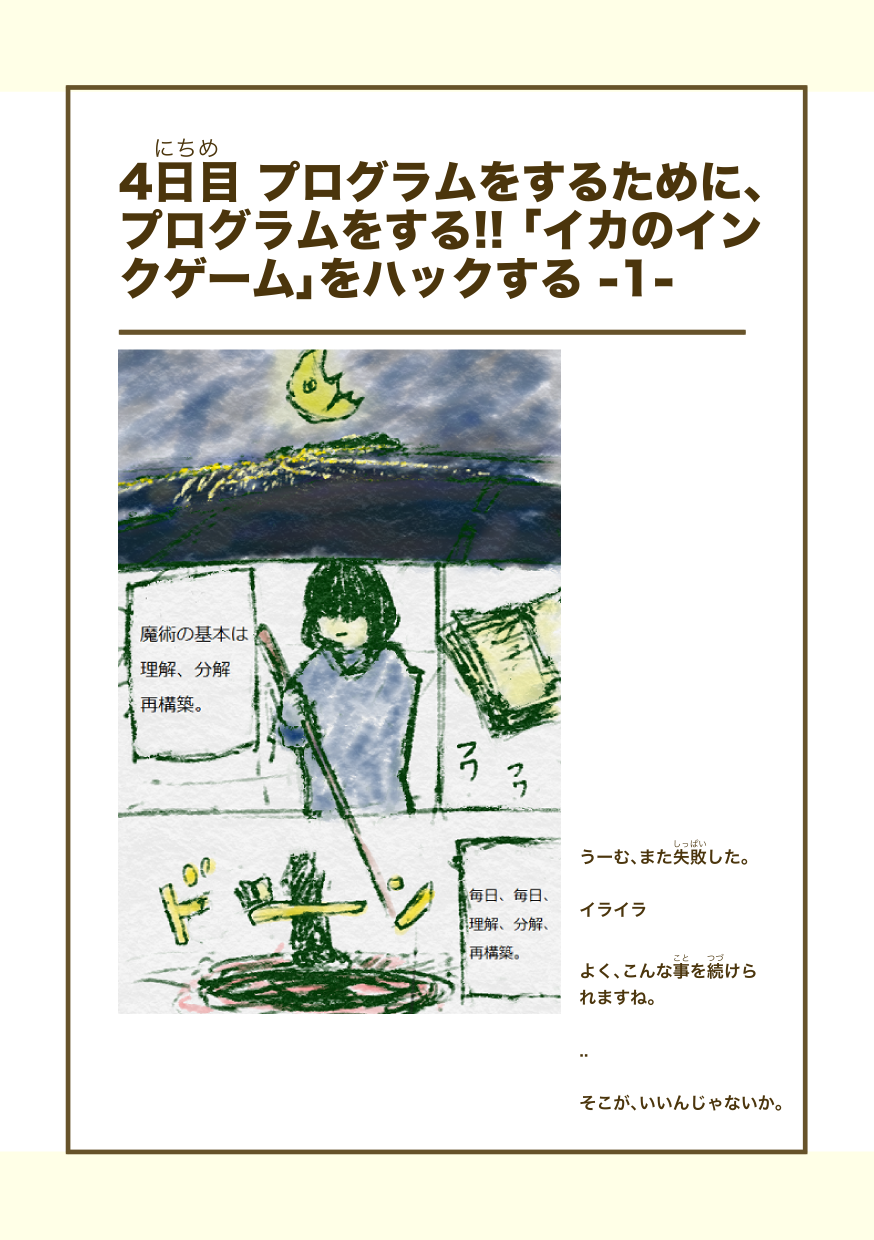 にちめ
4日目 プログラムをするために、
プログラムをする!! 「イカのイン
クゲーム」をハックする -1-
魔術の基本は
理解、分解
再構築。
フワ
フワ
ドーン
毎日、毎日、
理解、分解、
再構築。
しっぱい
うーむ、また失敗した。
イライラ
こと つづ
よく、こんな事を続けら
れますね。
..
そこが、いいんじゃないか。